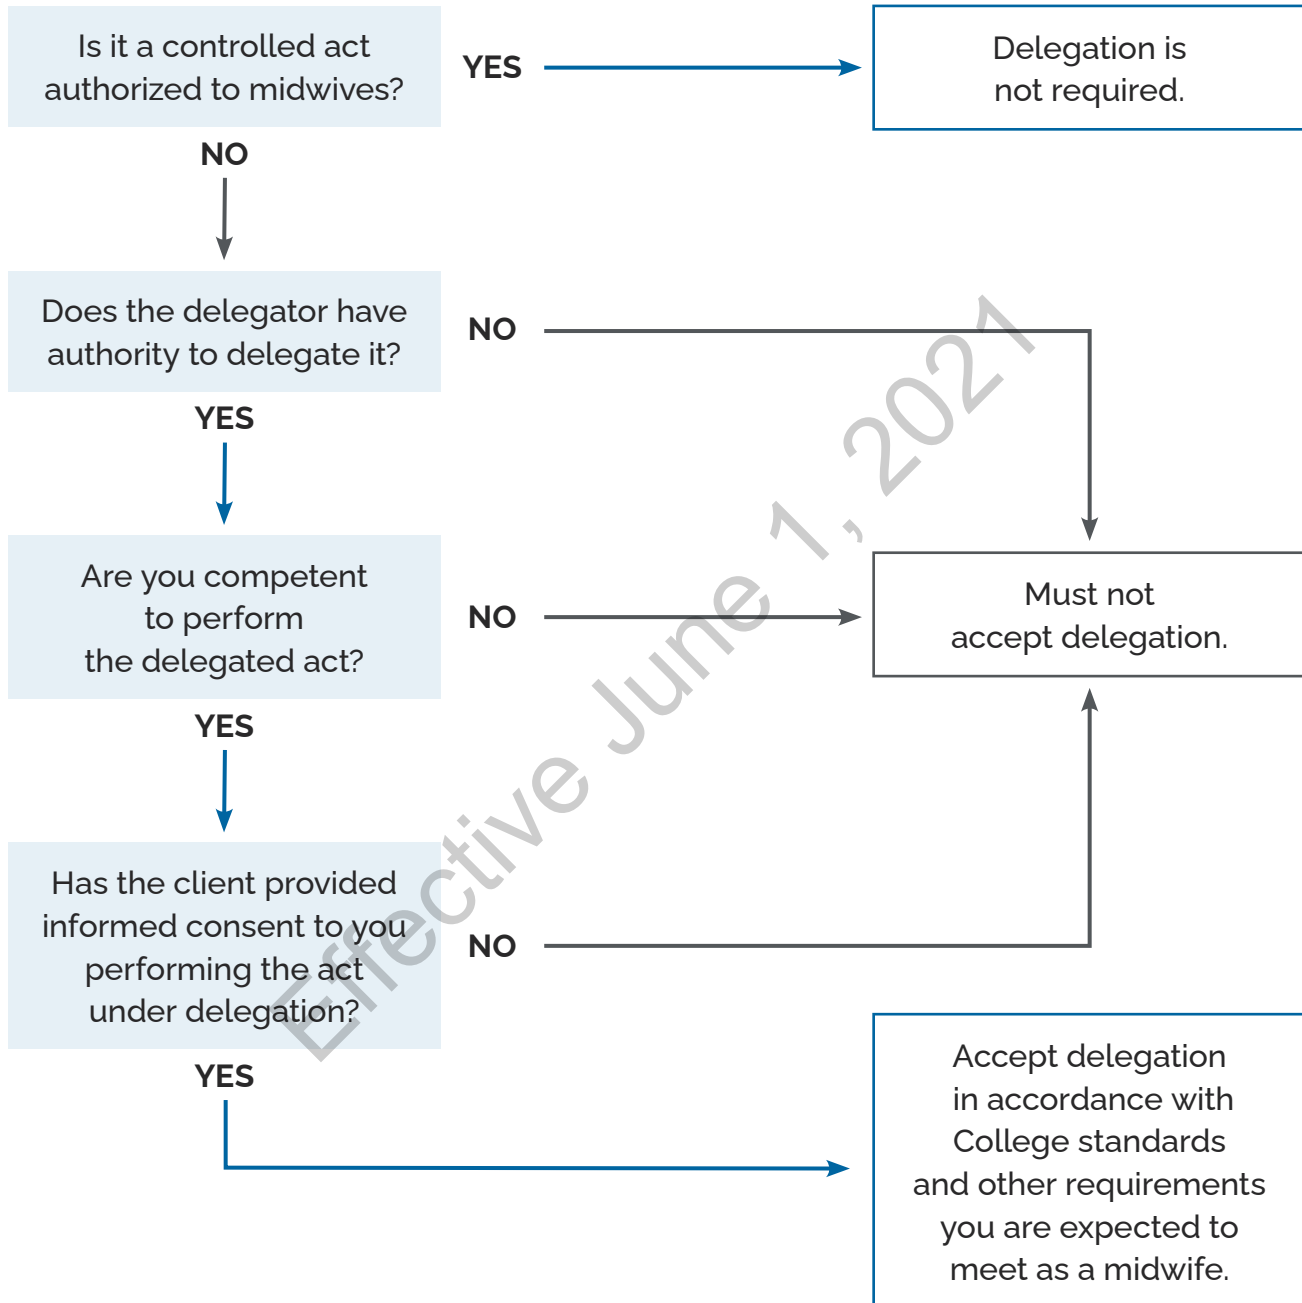 Is it a controlled act
authorized to midwives?
YES
Delegation is
not required.
NO
Does the delegator have
authority to delegate it?
NO
YES
Are you competent
to perform
the delegated act?
NO
Must not
accept delegation.
YES
Has the client provided
informed consent to you
performing the act
under delegation?
NO
YES
Accept delegation
in accordance with
College standards
and other requirements
you are expected to
meet as a midwife.
Effective June 1, 2021